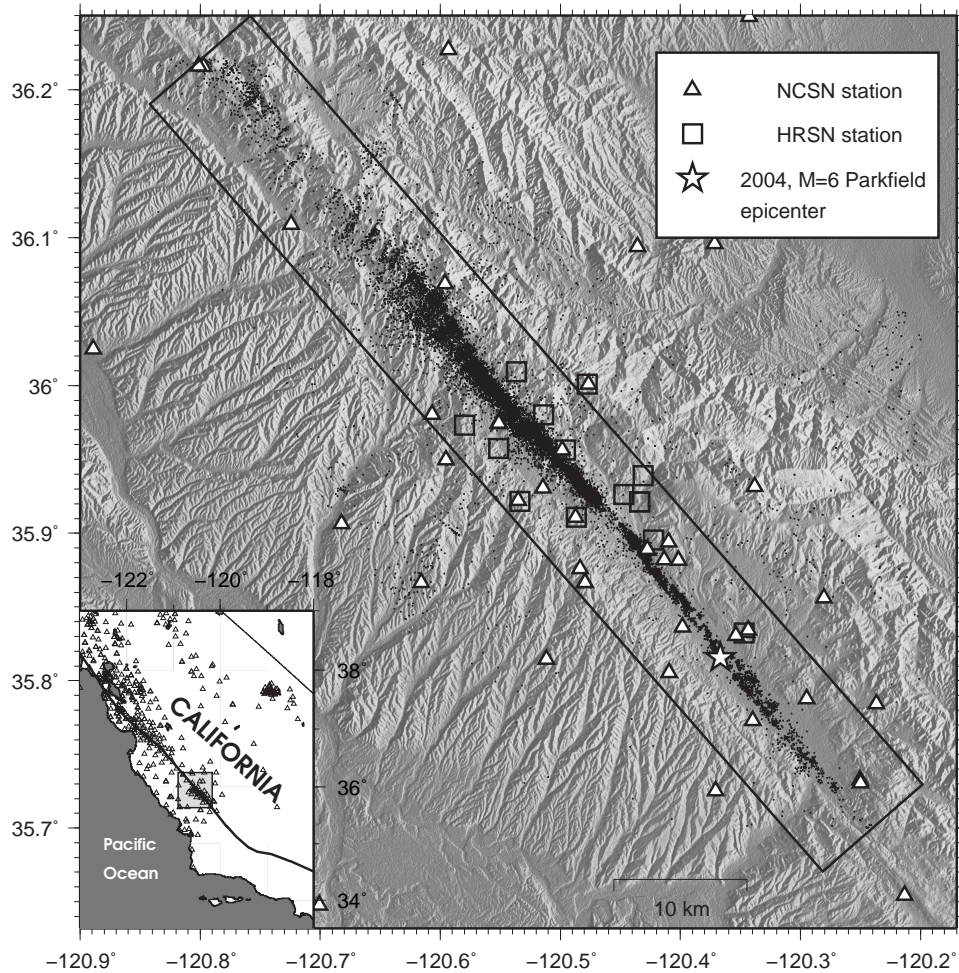 36.2°
36.1°
36°
35.9°
35.8°
35.7°
NCSN station
HRSN station
2004, M=6 Parkfield
epicenter
−122° −120° −118°
38°
36°
34°
CALIFORNIA
Pacific
Ocean
10 km
−120.9° −120.8° −120.7° −120.6° −120.5° −120.4° −120.3° −120.2°